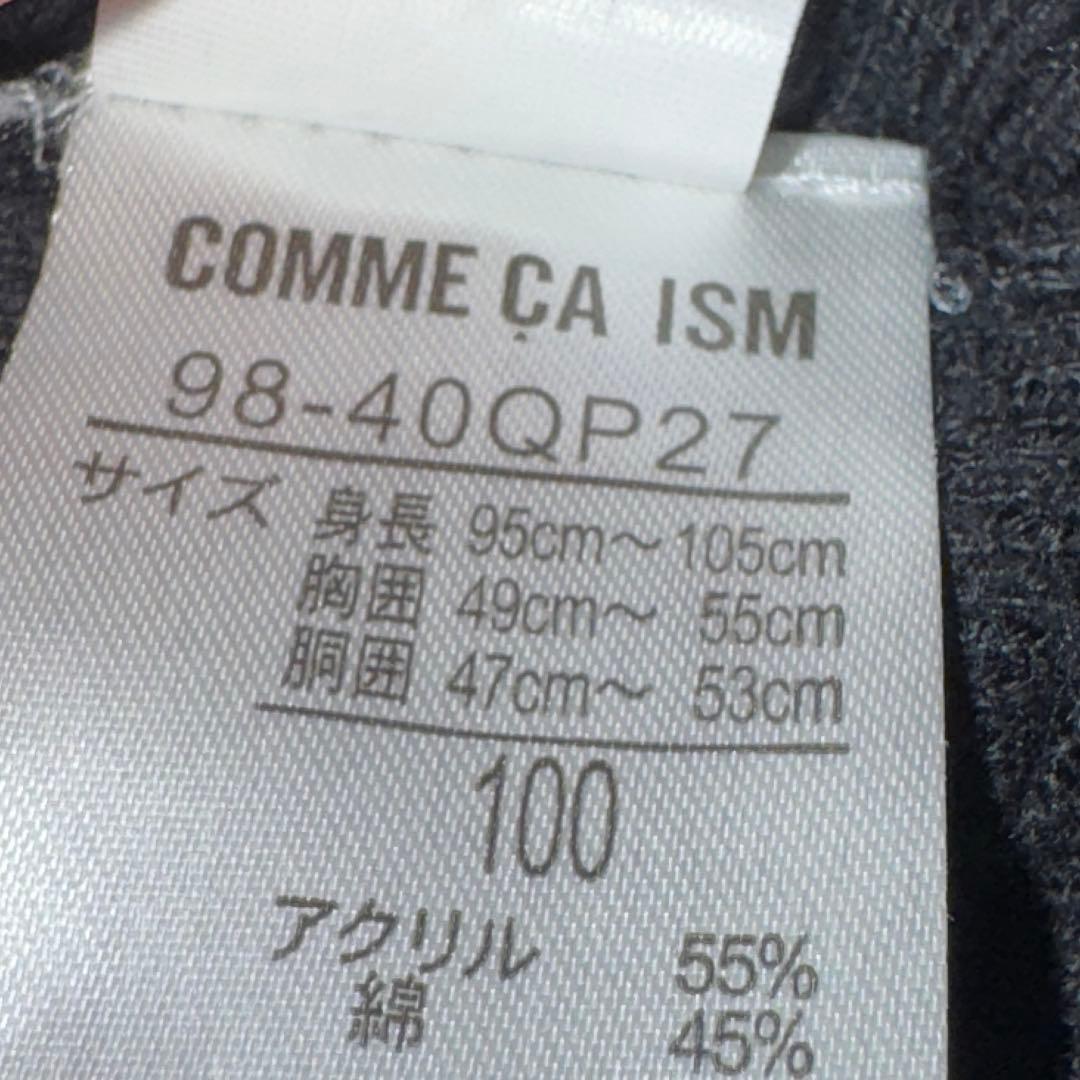 COMME ÇA ISM
98-40QP27
サイズ 身長 95cm～105cm
胸囲 49cm～ 55cm
胴囲 47cm～ 53cm
100
アクリル 55%
綿 45%